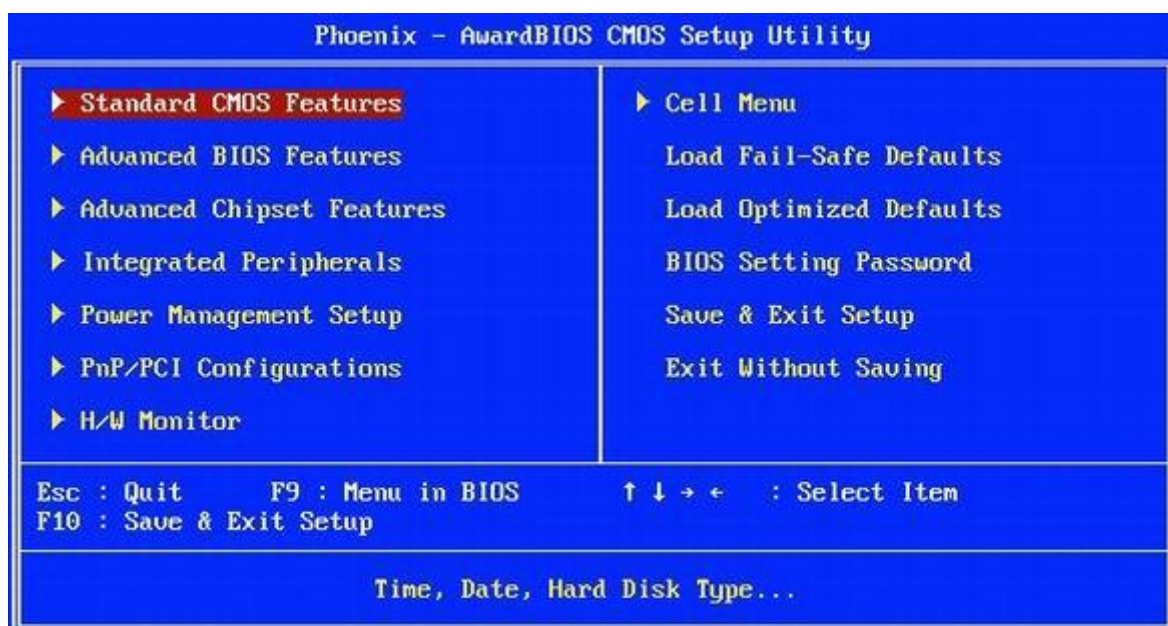 Phoenix - AwardBIOS CMOS Setup Utility
Standard CMOS Features
Advanced BIOS Features
Advanced Chipset Features
Integrated Peripherals
Power Management Setup
PnP/PCI Configurations
H/W Monitor
Cell Menu
Load Fail-Safe Defaults
Load Optimized Defaults
BIOS Setting Password
Save & Exit Setup
Exit Without Saving
Esc : Quit F9 : Menu in BIOS ↑ ↓ → ← : Select Item
F10 : Save & Exit Setup
Time, Date, Hard Disk Type...